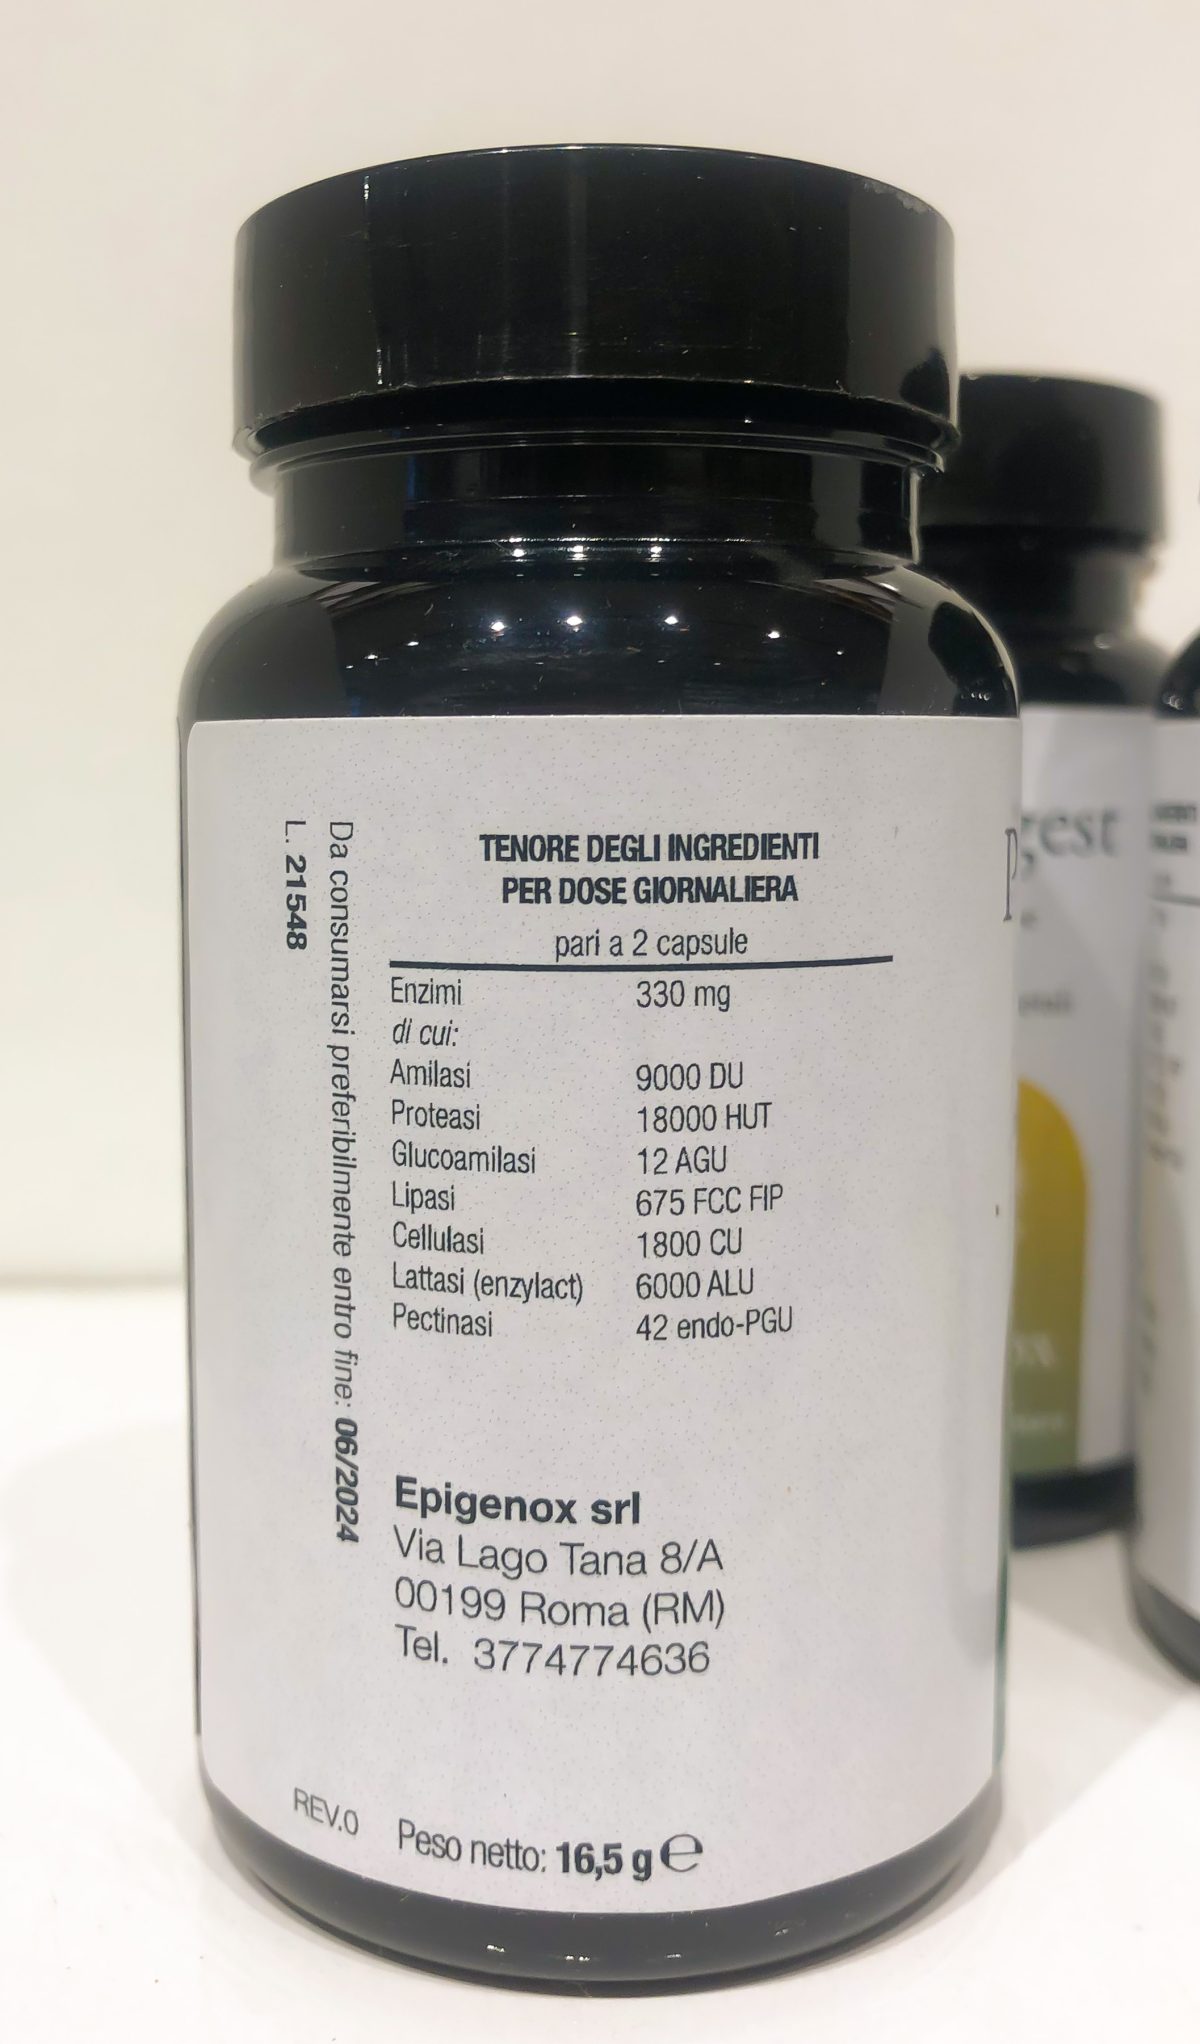 TENORE DEGLI INGREDIENTI
PER DOSE GIORNALIERA
pari a 2 capsule
Enzimi 330 mg
di cui:
Amilasi 9000 DU
Proteasi 18000 HUT
Glucoamilasi 12 AGU
Lipasi 675 FCC FIP
Cellulasi 1800 CU
Lattasi (enzylact) 6000 ALU
Pectinasi 42 endo-PGU
Da consumarsi preferibilmente entro fine: 06/2024
L. 21548
Epigenox srl
Via Lago Tana 8/A
00199 Roma (RM)
Tel. 3774774636
REV.0
Peso netto: 16,5 g ℮
gest